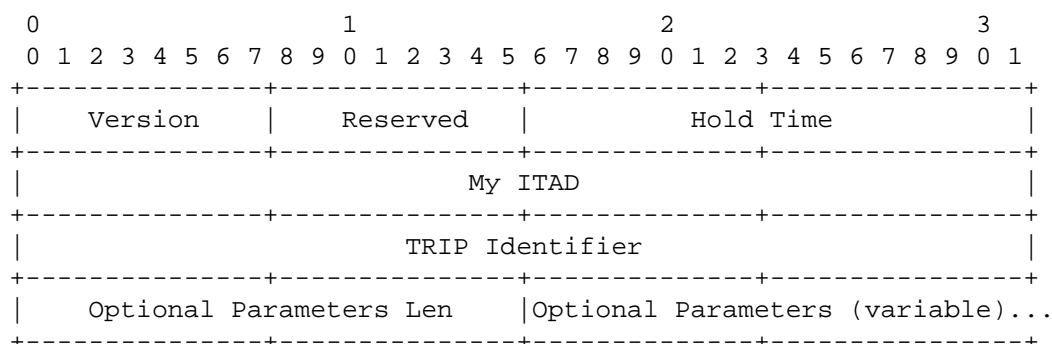 0                   1                   2                   3
0 1 2 3 4 5 6 7 8 9 0 1 2 3 4 5 6 7 8 9 0 1 2 3 4 5 6 7 8 9 0 1
+---------------+---------------+--------------+----------------+
|    Version    |    Reserved   |          Hold Time            |
+---------------+---------------+--------------+----------------+
|                            My ITAD                            |
+---------------+---------------+--------------+----------------+
|                        TRIP Identifier                        |
+---------------+---------------+--------------+----------------+
|    Optional Parameters Len    |Optional Parameters (variable)...
+---------------+---------------+--------------+----------------+